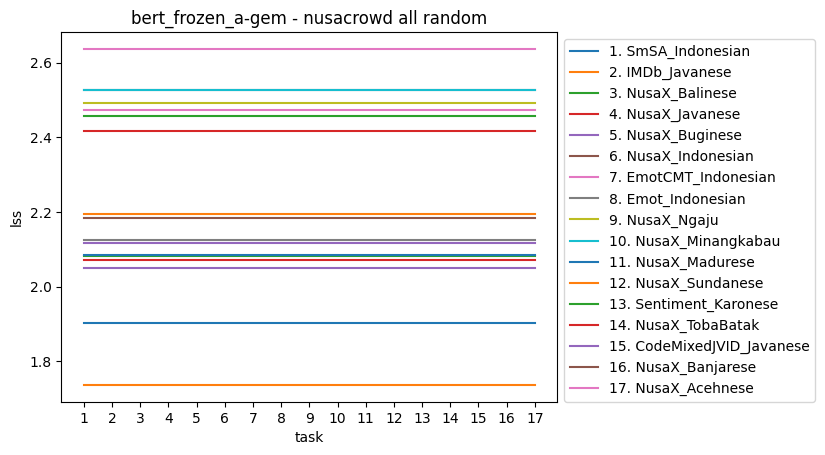 bert_frozen_a-gem - nusacrowd all random
2.6
2.4
2.2
2.0
1.8
lss
1 2 3 4 5 6 7 8 9 10 11 12 13 14 15 16 17
task
1. SmSA_Indonesian
2. IMDb_Javanese
3. NusaX_Balinese
4. NusaX_Javanese
5. NusaX_Buginese
6. NusaX_Indonesian
7. EmotCMT_Indonesian
8. Emot_Indonesian
9. NusaX_Ngaju
10. NusaX_Minangkabau
11. NusaX_Madurese
12. NusaX_Sundanese
13. Sentiment_Karonese
14. NusaX_TobaBatak
15. CodeMixedJVID_Javanese
16. NusaX_Banjarese
17. NusaX_Acehnese